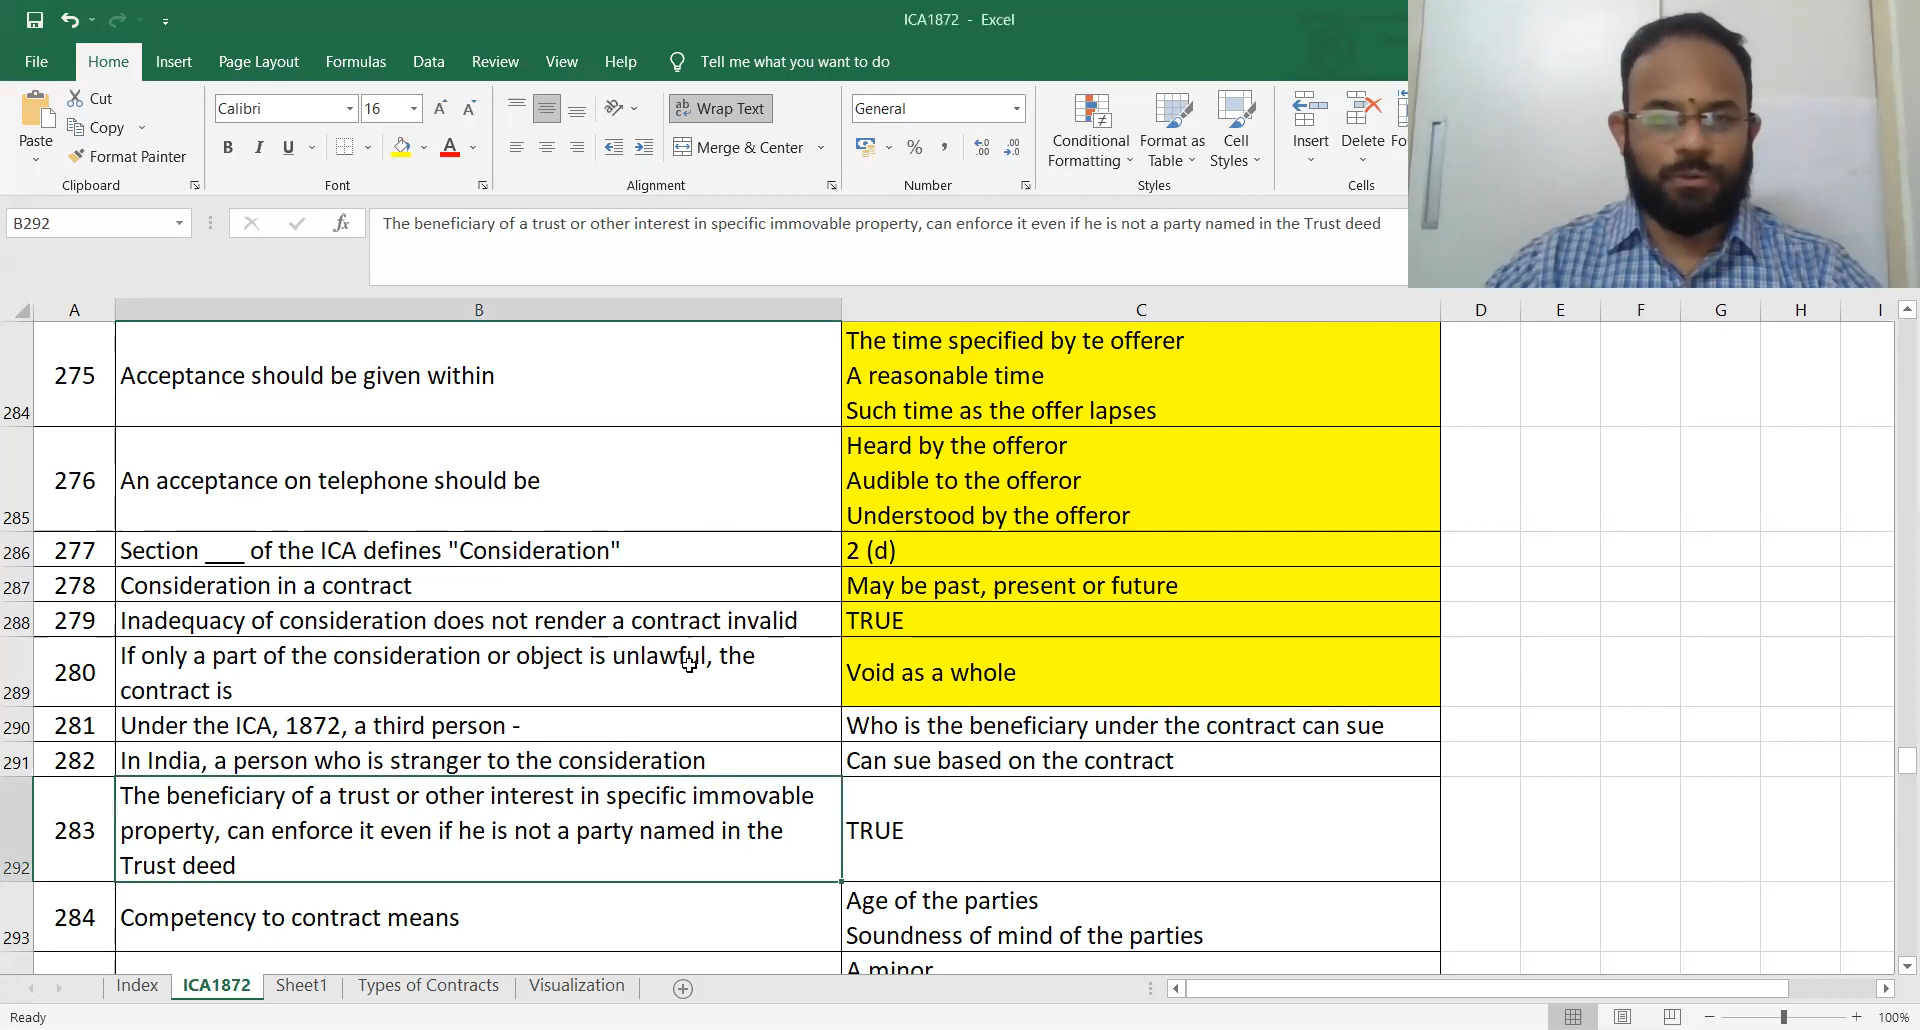 ICA1872 - Excel
File Home Insert Page Layout Formulas Data Review View Help Tell me what you want to do
Paste
Cut
Copy
Format Painter
Clipboard
Calibri 16
B I U
Font
ab Wrap Text
Merge & Center
Alignment
General
%
Number
Conditional Formatting
Format as Table
Cell Styles
Styles
Insert Delete Fo
Cells
B292
fx
The beneficiary of a trust or other interest in specific immovable property, can enforce it even if he is not a party named in the Trust deed
A B C D E F G H I
284 275 Acceptance should be given within
The time specified by te offerer
A reasonable time
Such time as the offer lapses
285 276 An acceptance on telephone should be
Heard by the offeror
Audible to the offeror
Understood by the offeror
286 277 Section ___ of the ICA defines "Consideration" 2 (d)
287 278 Consideration in a contract May be past, present or future
288 279 Inadequacy of consideration does not render a contract invalid TRUE
289 280 If only a part of the consideration or object is unlawful, the
contract is
Void as a whole
290 281 Under the ICA, 1872, a third person - Who is the beneficiary under the contract can sue
291 282 In India, a person who is stranger to the consideration Can sue based on the contract
292 283 The beneficiary of a trust or other interest in specific immovable
property, can enforce it even if he is not a party named in the
Trust deed
TRUE
293 284 Competency to contract means
Age of the parties
Soundness of mind of the parties
A minor
Index ICA1872 Sheet1 Types of Contracts Visualization
Ready 100%